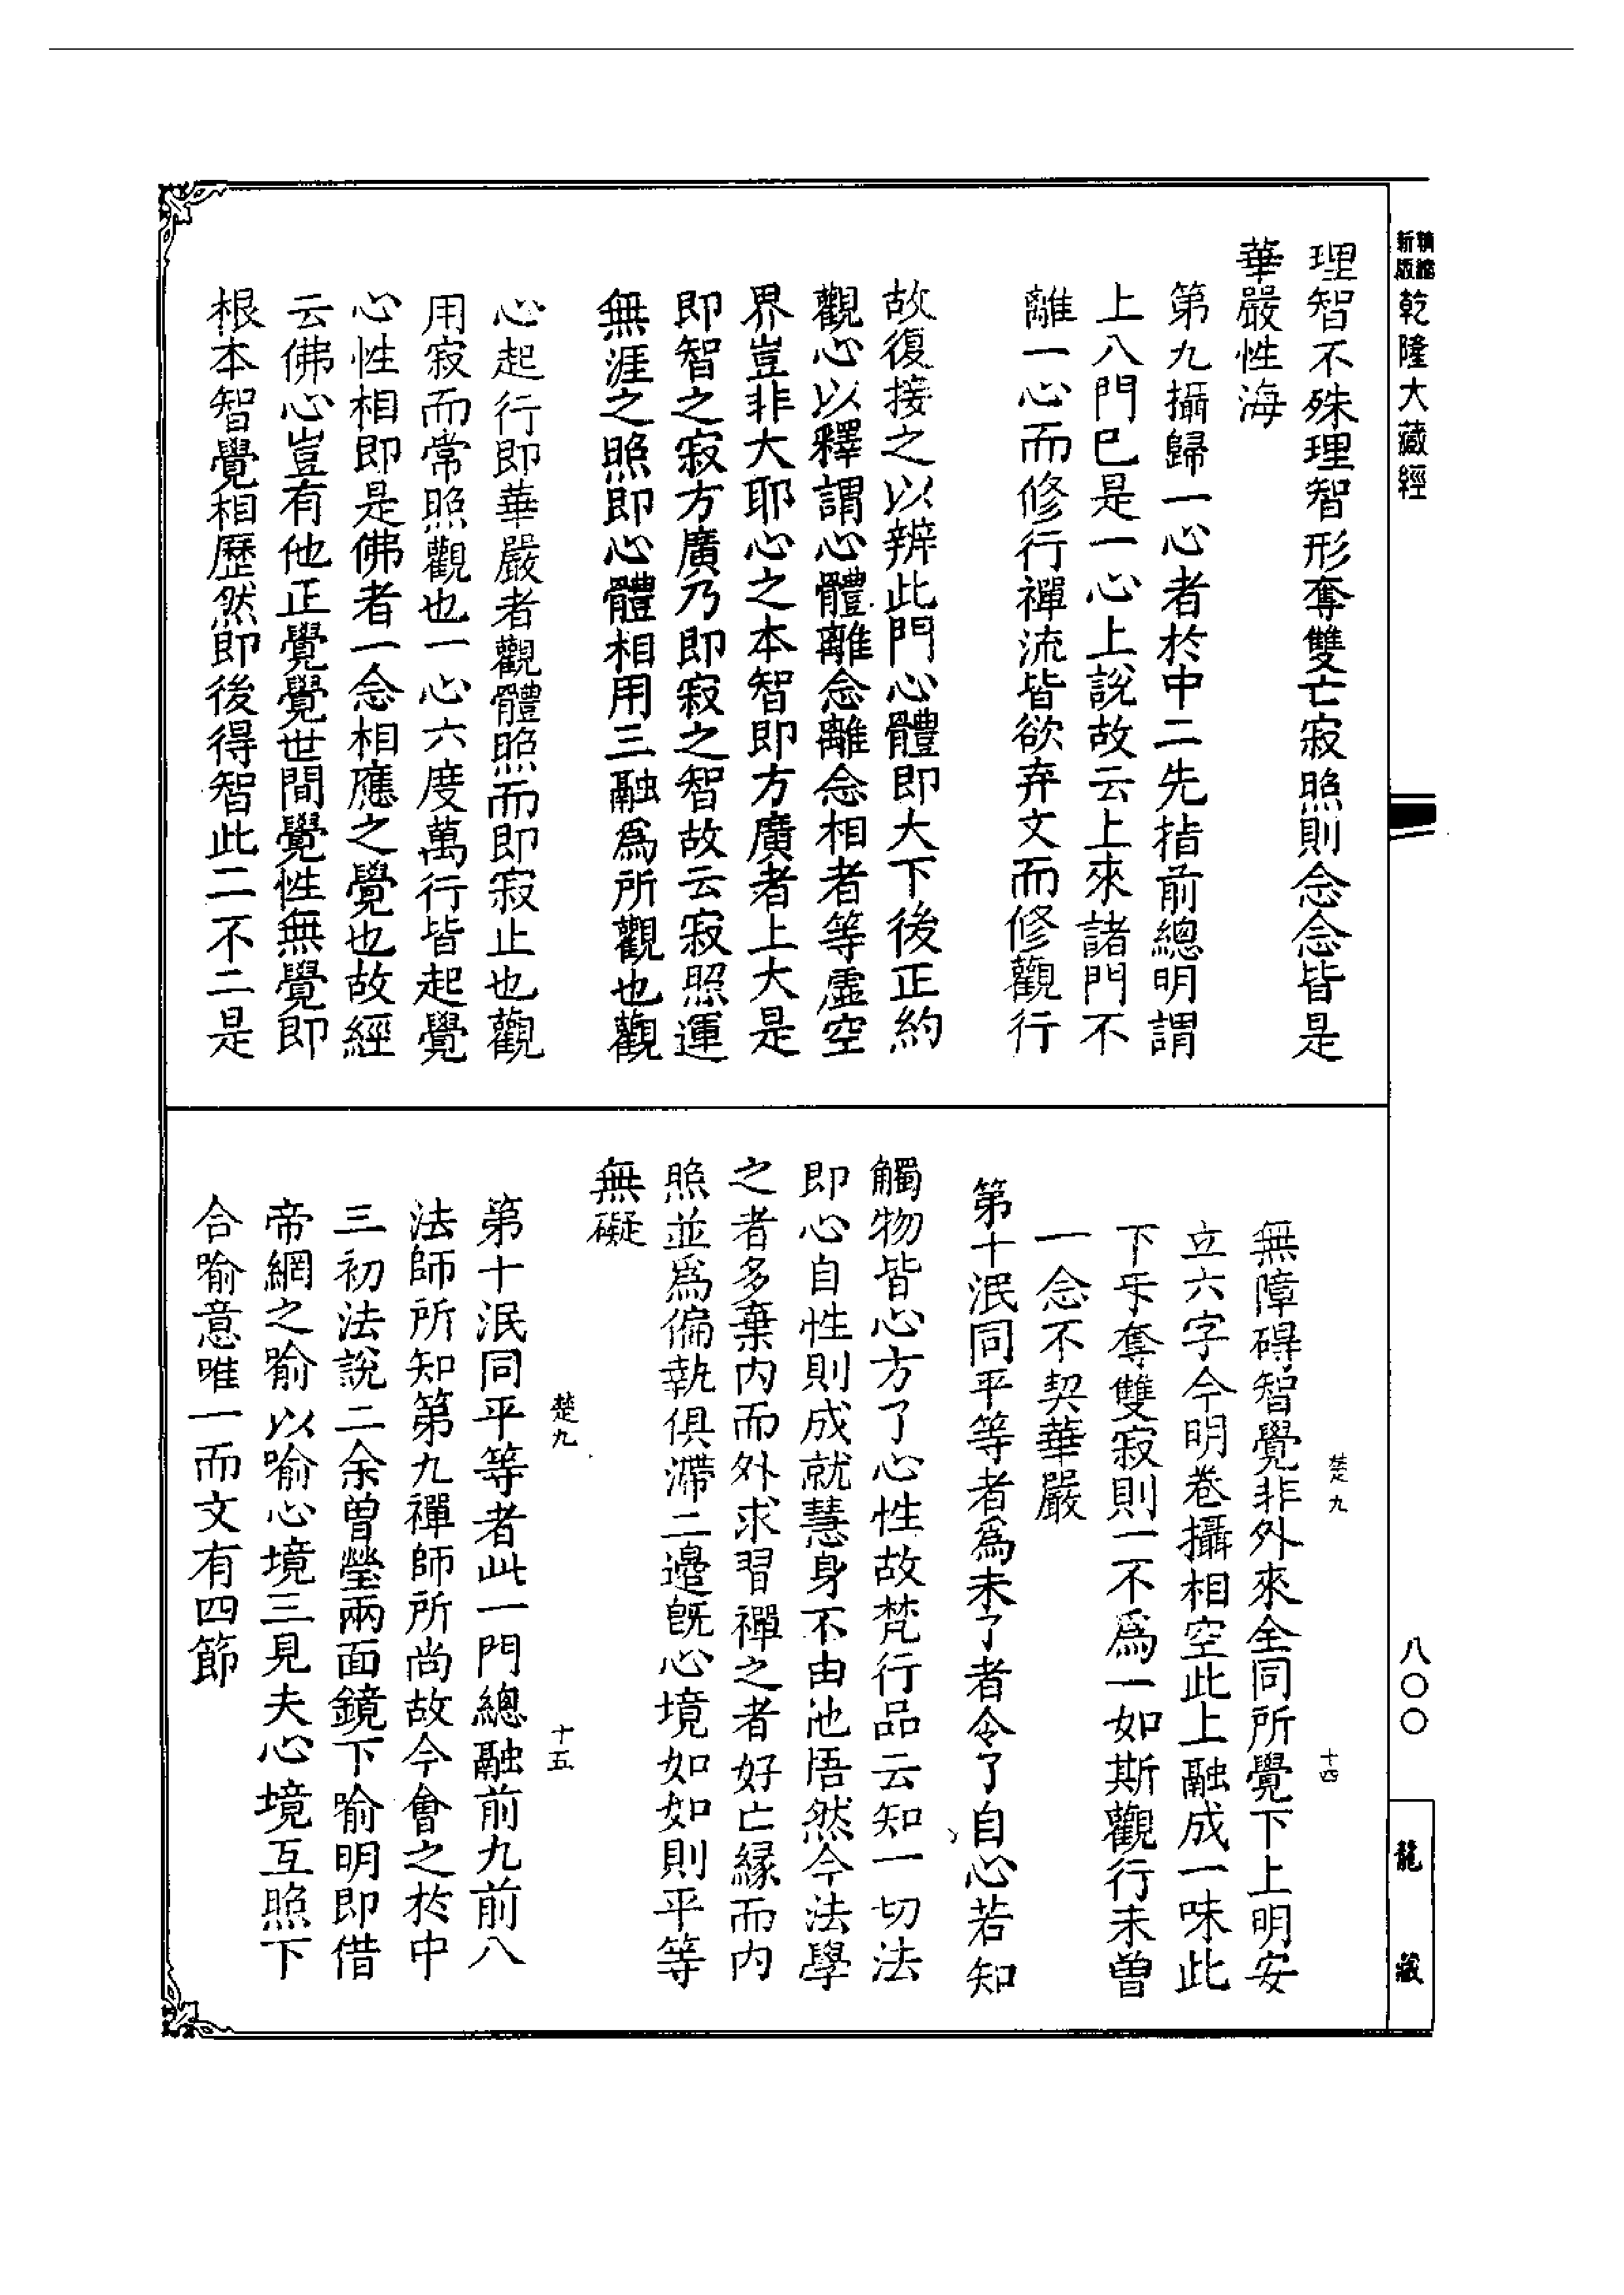 新版精縮乾隆大藏經
理智不殊理智形奪雙亡寂照則念念皆是
華嚴性海
第九攝歸一心者於中二先指前總明謂
上八門巳是一心上說故云上來諸門不
離一心而修行禪流皆欲弃文而修觀行
故復接之以辨此門心體即大下後正約
觀心以釋謂心體離念離念相者等虛空
界豈非大耶心之本智即方廣者上大是
即智之寂方廣乃即寂之智故云寂照運
無涯之照即心體相用三融為所觀也觀
心起行即華嚴者觀體照而即寂止也觀
用寂而常照觀也一心六度萬行皆起覺
心性相即是佛者一念相應之覺也故經
云佛心豈有他正覺覺世間覺性無覺即
根本智覺相歷然即後得智此二不二是
八〇〇
龍藏
楚九
十四
無障碍智覺非外來全同所覺下上明安
立六字今明卷攝相空此上融成一味此
下㸦奪雙寂則一不為一如斯觀行未曾
一念不契華嚴
第十泯同平等者為未了者令了自心若知
觸物皆心方了心性故梵行品云知一切法
即心自性則成就慧身不由他悟然今法學
之者多棄內而外求習禪之者好亡緣而內
照並為偏執俱滯二邊既心境如如則平等
無礙
楚九
十五
第十泯同平等者此一門總融前九前八
法師所知第九禪師所尚故今會之於中
三初法說二余曾瑩兩面鏡下喻明即借
帝網之喻以喻心境三見夫心境互照下
合喻意唯一而文有四節